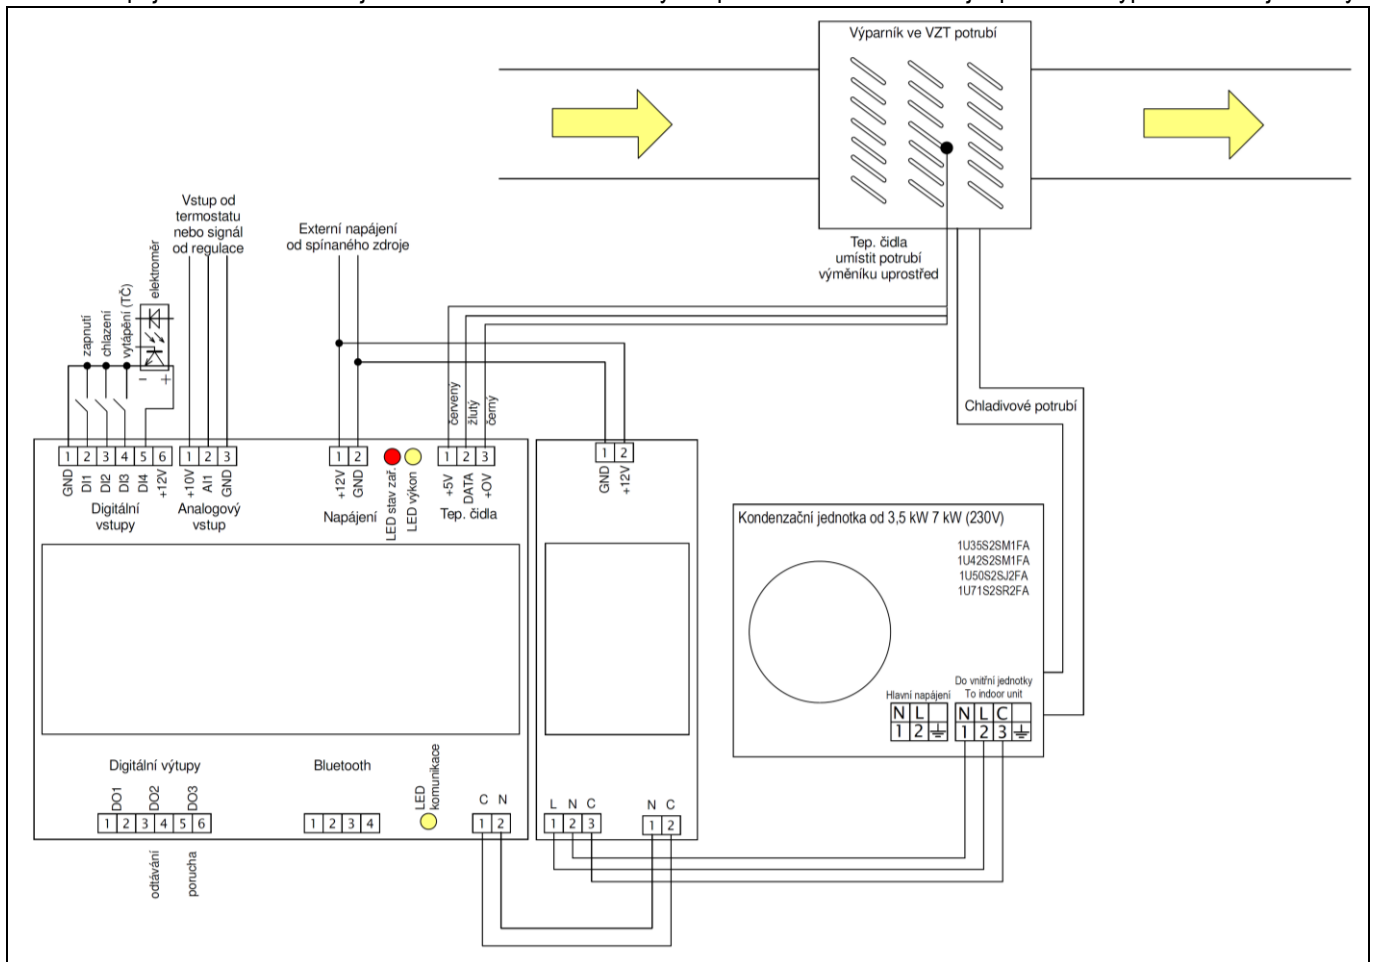 Výparník ve VZT potrubí
Vstup od
termostatu
nebo signál
od regulace
Externí napájení
od spínaného zdroje
Tep. čidla
umístit potrubí
výměníku uprostřed
zapnutí
chlazení
vytápění (TČ)
elektroměr
- +
červený
žlutý
černý
Chladivové potrubí
1 2 3 4 5 6
GND
DI1
DI2
DI3
DI4
+12V
Digitální
vstupy
1 2 3
+10V
AI1
GND
Analogový
vstup
1 2
+12V
GND
Napájení
LED stav zař.
LED výkon
1 2 3
+5V
DATA
+OV
Tep. čidla
1 2
GND
+12V
Kondenzační jednotka od 3,5 kW 7 kW (230V)
1U35S2SM1FA
1U42S2SM1FA
1U50S2SJ2FA
1U71S2SR2FA
Hlavní napájení
N L
1 2
Do vnitřní jednotky
To indoor unit
N L C
1 2 3
Digitální výtupy
DO1
DO2
DO3
1 2 3 4 5 6
odtávání
porucha
Bluetooth
1 2 3 4
LED
komunikace
C N
1 2
L N C
1 2 3
N C
1 2